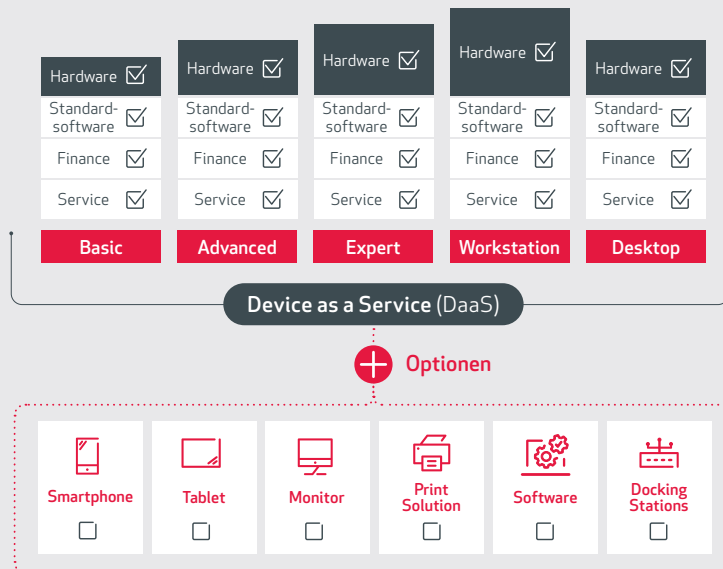 Hardware
Hardware
Hardware
Hardware
Hardware
Standard-
software
Standard-
software
Standard-
software
Standard-
software
Standard-
software
Finance
Finance
Finance
Finance
Finance
Service
Service
Service
Service
Service
Basic
Advanced
Expert
Workstation
Desktop
Device as a Service (DaaS)
Optionen
Smartphone
Tablet
Monitor
Print
Solution
Software
Docking
Stations